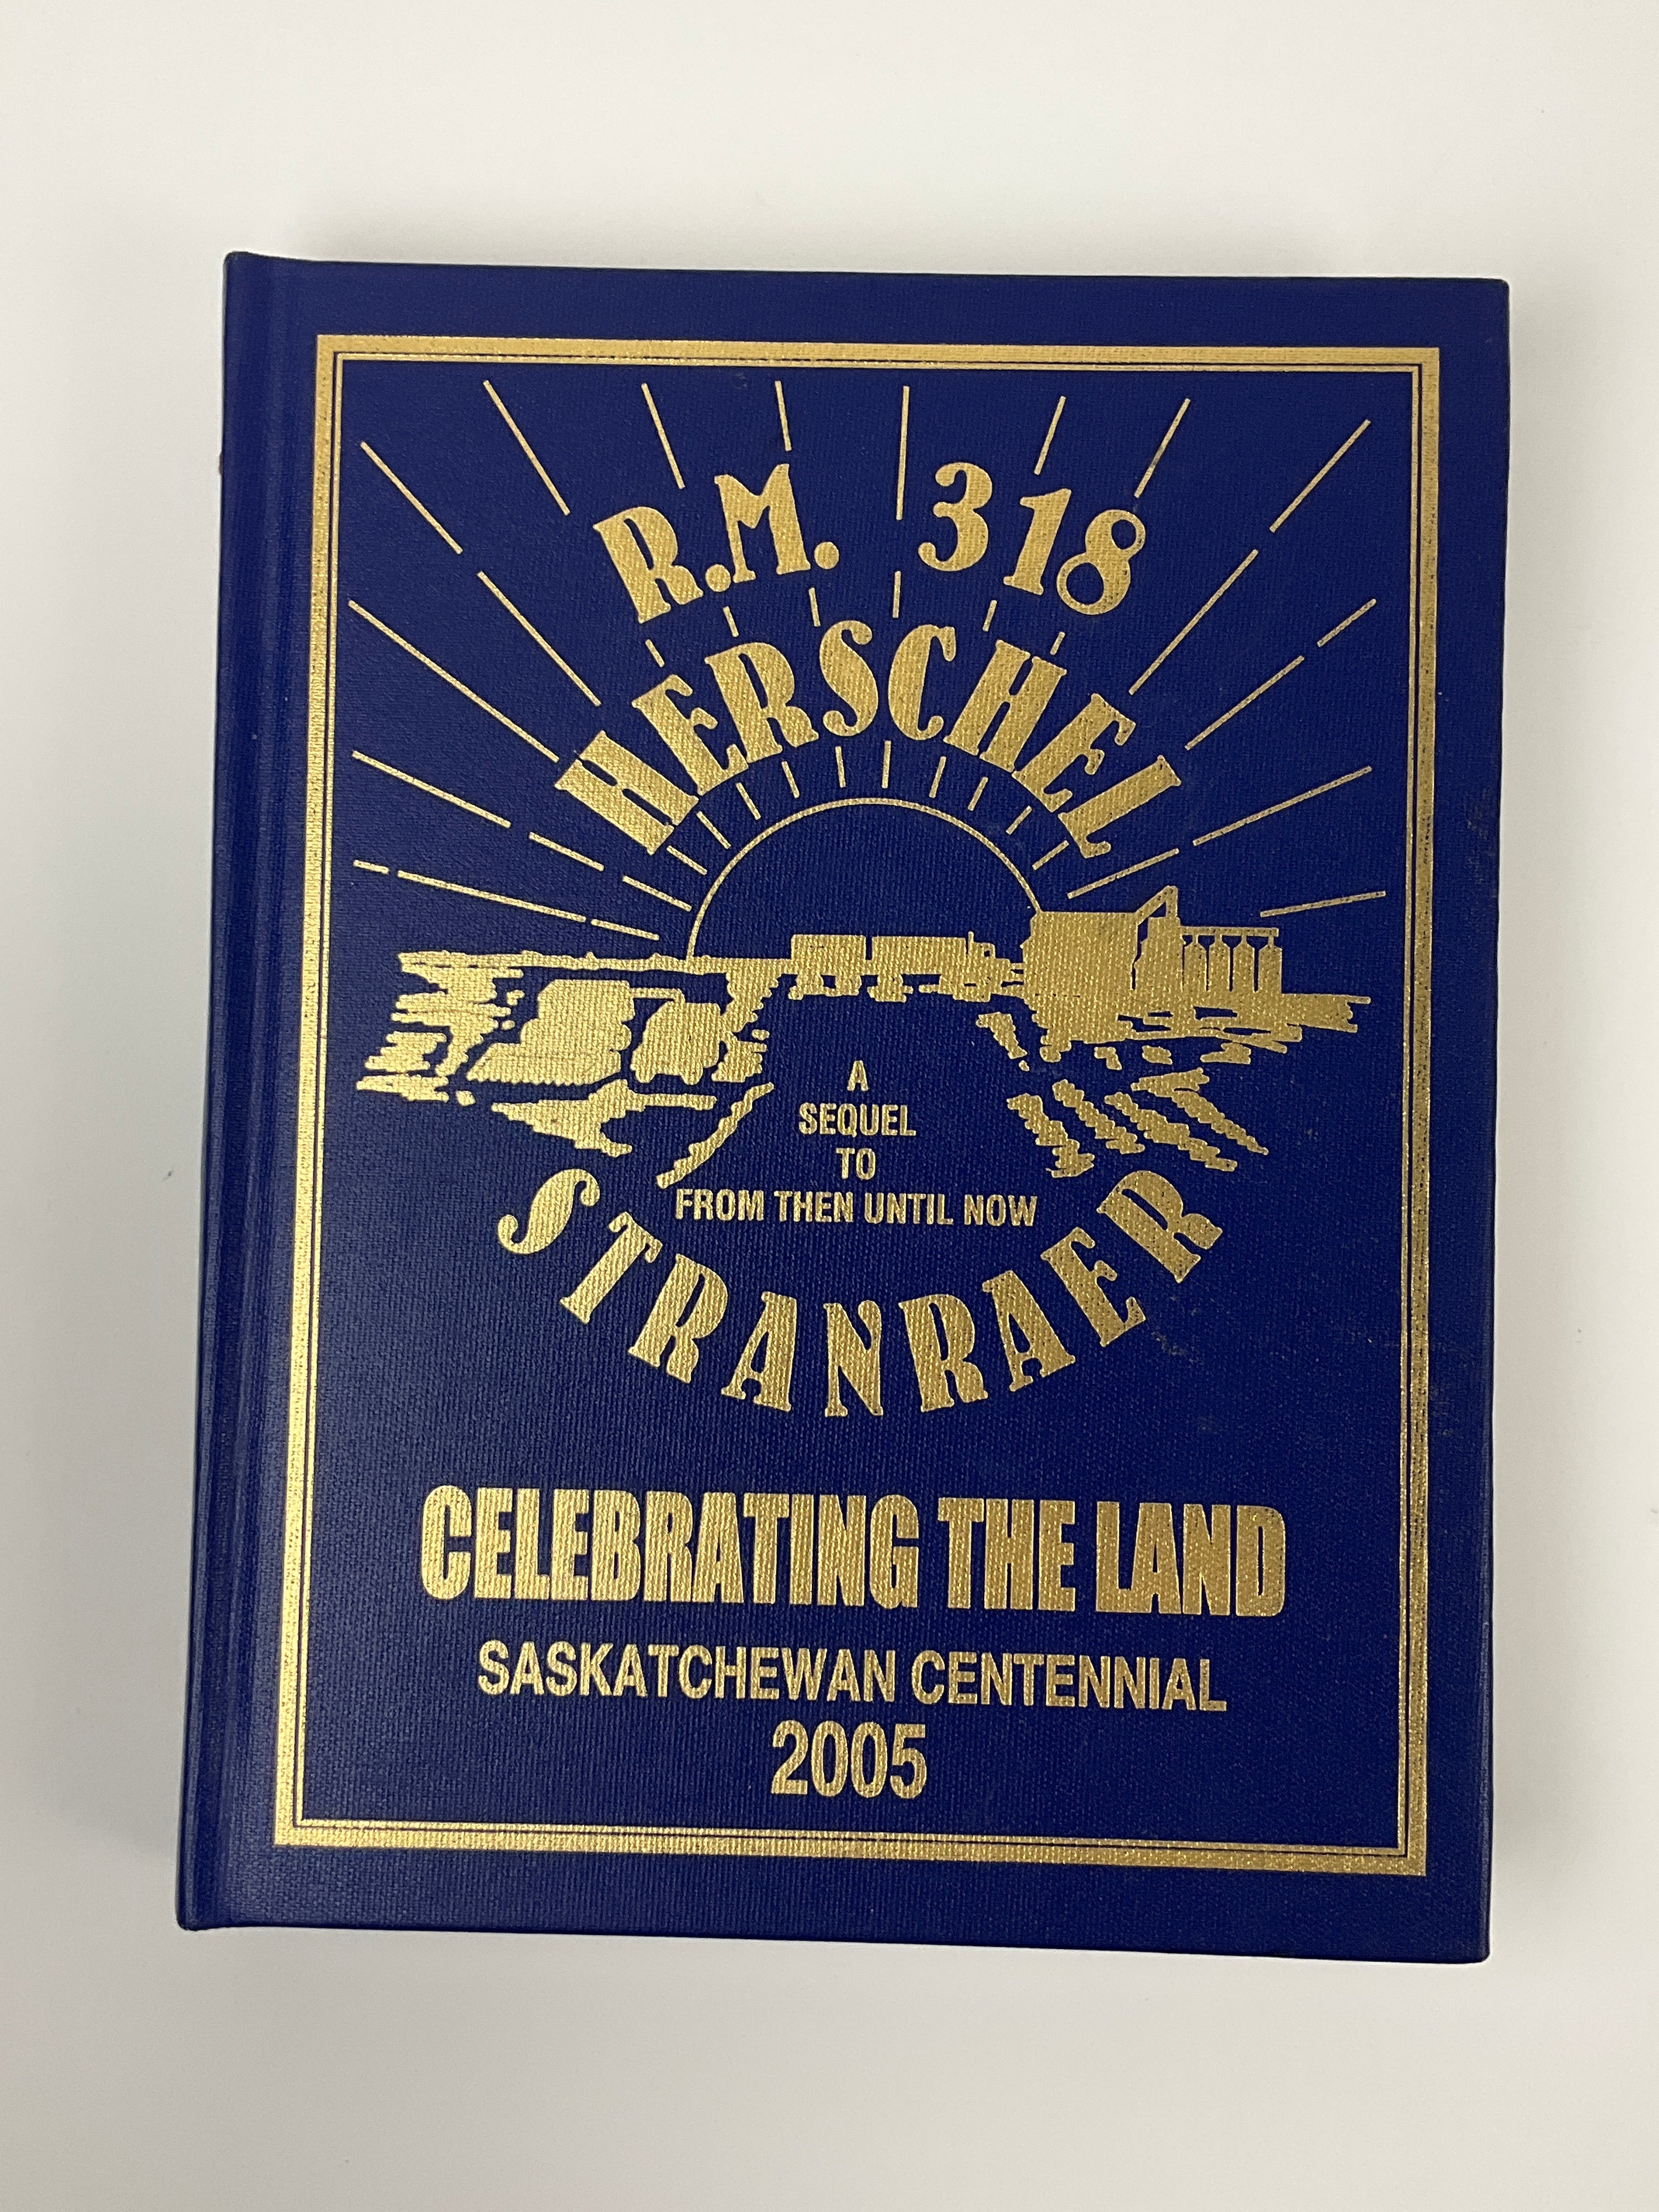 R.M. 318
HERSCHEL
A
SEQUEL
TO
FROM THEN UNTIL NOW
STRANRAER
CELEBRATING THE LAND
SASKATCHEWAN CENTENNIAL
2005